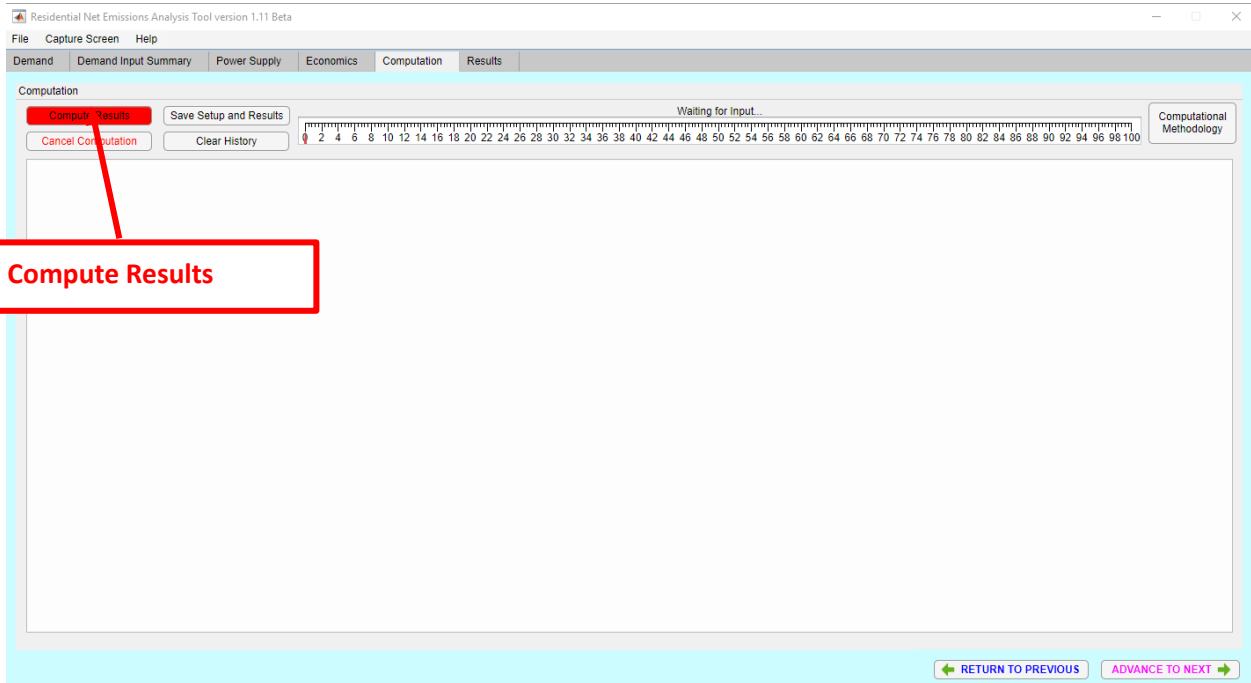 Residential Net Emissions Analysis Tool version 1.11 Beta
File Capture Screen Help
Demand Demand Input Summary Power Supply Economics Computation Results
Computation
Compute Results Save Setup and Results Waiting for Input... Computational Methodology
Cancel Computation Clear History 0 2 4 6 8 10 12 14 16 18 20 22 24 26 28 30 32 34 36 38 40 42 44 46 48 50 52 54 56 58 60 62 64 66 68 70 72 74 76 78 80 82 84 86 88 90 92 94 96 98 100
Compute Results
RETURN TO PREVIOUS ADVANCE TO NEXT